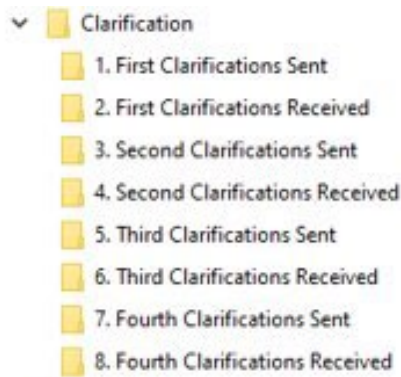 Clarification
1. First Clarifications Sent
2. First Clarifications Received
3. Second Clarifications Sent
4. Second Clarifications Received
5. Third Clarifications Sent
6. Third Clarifications Received
7. Fourth Clarifications Sent
8. Fourth Clarifications Received